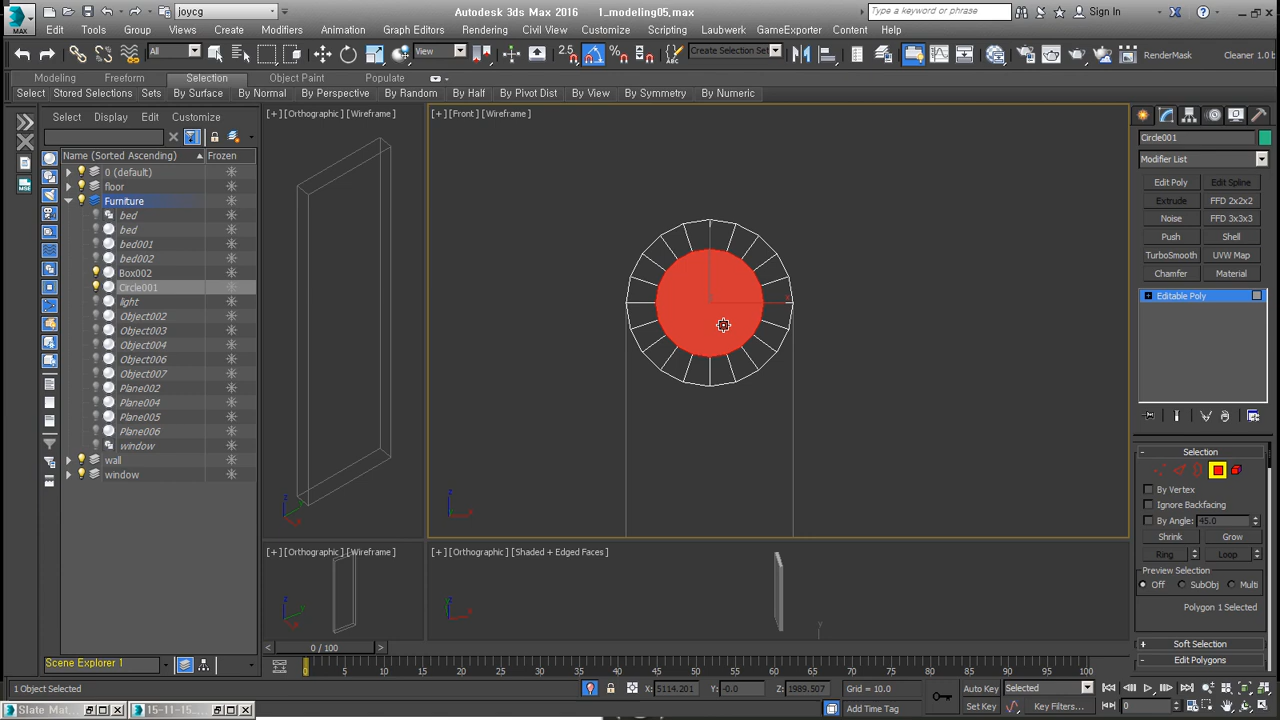 joycg
Autodesk 3ds Max 2016 1_modeling05.max
Type a keyword or phrase
Sign In
MAX
Edit Tools Group Views Create Modifiers Animation Graph Editors Rendering Civil View Customize Scripting Laubwerk GameExporter Content Help
All View 2.5 Create Selection Set RenderMask Cleaner 1.0 b
Modeling Freeform Selection Object Paint Populate
Select Stored Selections Sets By Surface By Normal By Perspective By Random By Half By Pivot Dist By View By Symmetry By Numeric
Select Display Edit Customize
Name (Sorted Ascending) Frozen
0 (default)
floor
Furniture
bed
bed
bed001
bed002
Box002
Circle001
light
Object002
Object003
Object004
Object006
Object007
Plane002
Plane004
Plane005
Plane006
window
wall
window
MSE
Scene Explorer 1
[+] [Orthographic] [Wireframe]
[+] [Front] [Wireframe]
[+] [Orthographic] [Wireframe]
[+] [Orthographic] [Shaded + Edged Faces]
Circle001
Modifier List
Edit Poly Edit Spline
Extrude FFD 2x2x2
Noise FFD 3x3x3
Push Shell
TurboSmooth UVW Map
Chamfer Material
Editable Poly
Selection
By Vertex
Ignore Backfacing
By Angle: 45.0
Shrink Grow
Ring Loop
Preview Selection
Off SubObj Multi
Polygon 1 Selected
Soft Selection
Edit Polygons
0 / 100
0 5 10 15 20 25 30 35 40 45 50 55 60 65 70 75 80 85 90 95 100
1 Object Selected X: 5114.201 Y: -0.0 Z: 1989.507 Grid = 10.0 Auto Key Selected
Add Time Tag Set Key Key Filters... 0
Slate Mat... 15-11-15...